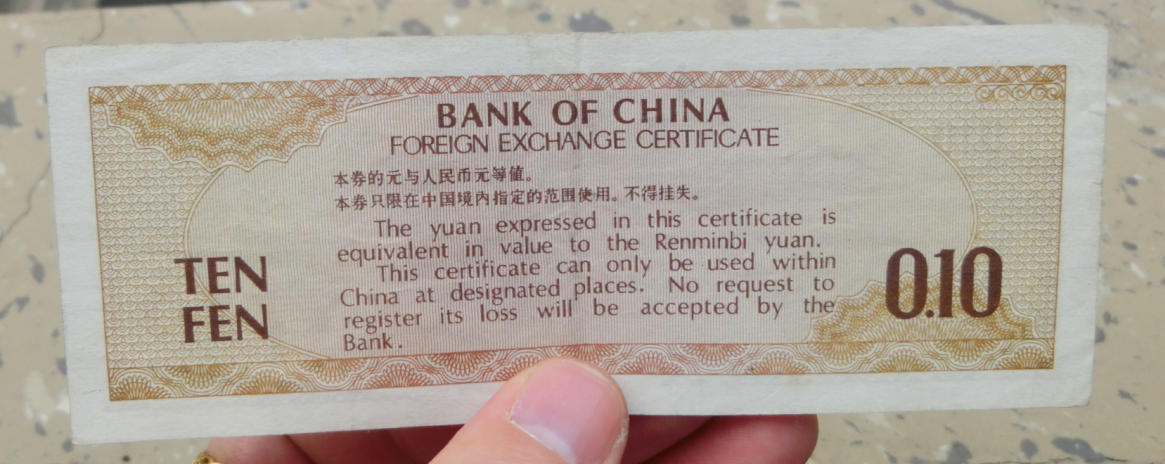 BANK OF CHINA
FOREIGN EXCHANGE CERTIFICATE
本券的元与人民币元等值。
本券只限在中国境内指定的范围使用。不得挂失。
The yuan expressed in this certificate is
equivalent in value to the Renminbi yuan.
This certificate can only be used within
China at designated places. No request to
register its loss will be accepted by the
Bank.
TEN
FEN
0.10